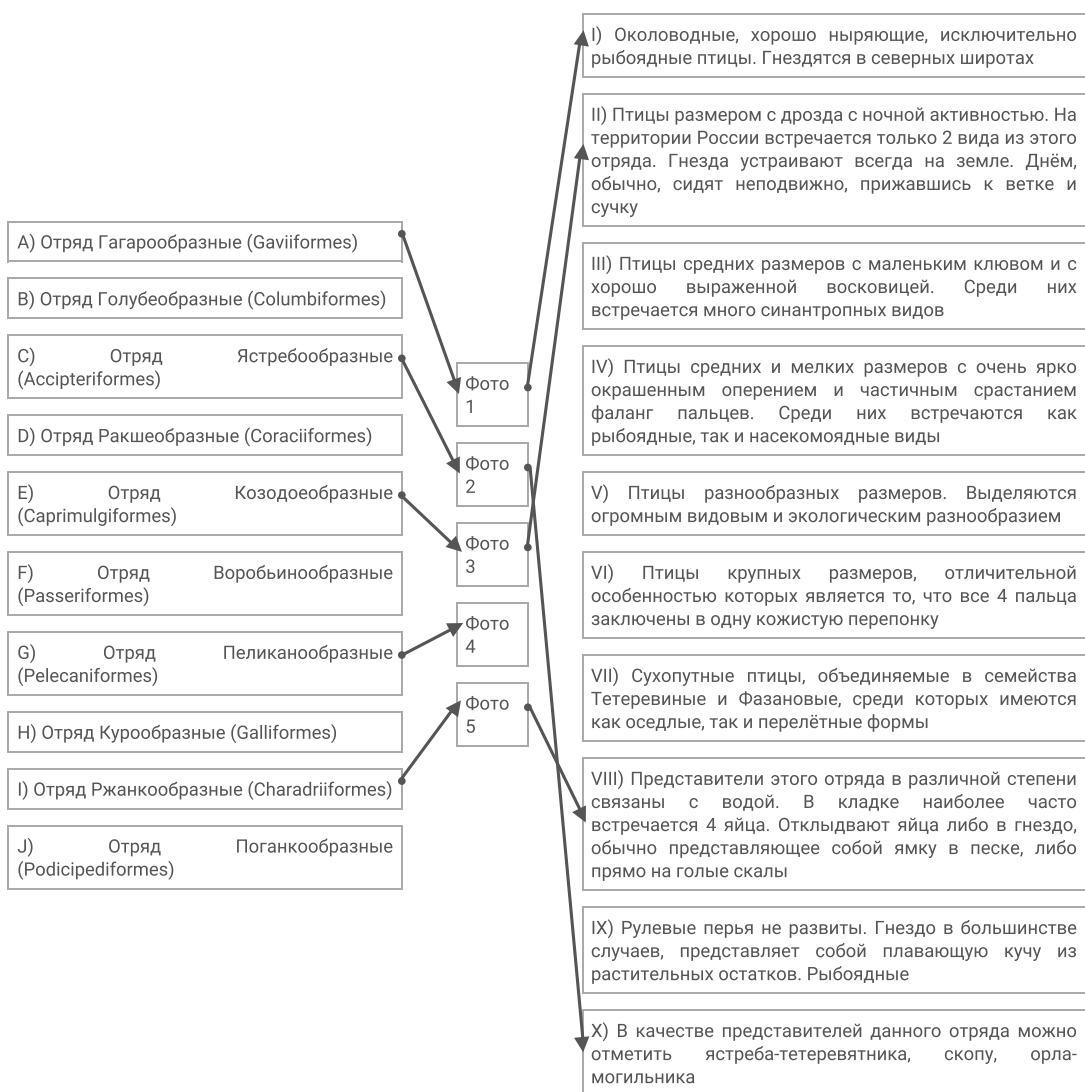 A) Отряд Гагарообразные (Gaviiformes)
B) Отряд Голубеобразные (Columbiformes)
C) Отряд Ястребообразные
(Accipteriformes)
D) Отряд Ракшеобразные (Coraciiformes)
E) Отряд Козодоеобразные
(Caprimulgiformes)
F) Отряд Воробьинообразные
(Passeriformes)
G) Отряд Пеликанообразные
(Pelecaniformes)
H) Отряд Курообразные (Galliformes)
I) Отряд Ржанкообразные (Charadriiformes)
J) Отряд Поганкообразные
(Podicipediformes)
Фото
1
Фото
2
Фото
3
Фото
4
Фото
5
I) Околоводные, хорошо ныряющие, исключительно
рыбоядные птицы. Гнездятся в северных широтах
II) Птицы размером с дрозда с ночной активностью. На
территории России встречается только 2 вида из этого
отряда. Гнезда устраивают всегда на земле. Днём,
обычно, сидят неподвижно, прижавшись к ветке и
сучку
III) Птицы средних размеров с маленьким клювом и с
хорошо выраженной восковицей. Среди них
встречается много синантропных видов
IV) Птицы средних и мелких размеров с очень ярко
окрашенным оперением и частичным срастанием
фаланг пальцев. Среди них встречаются как
рыбоядные, так и насекомоядные виды
V) Птицы разнообразных размеров. Выделяются
огромным видовым и экологическим разнообразием
VI) Птицы крупных размеров, отличительной
особенностью которых является то, что все 4 пальца
заключены в одну кожистую перепонку
VII) Сухопутные птицы, объединяемые в семейства
Тетеревиные и Фазановые, среди которых имеются
как оседлые, так и перелётные формы
VIII) Представители этого отряда в различной степени
связаны с водой. В кладке наиболее часто
встречается 4 яйца. Отклыдвают яйца либо в гнездо,
обычно представляющее собой ямку в песке, либо
прямо на голые скалы
IX) Рулевые перья не развиты. Гнездо в большинстве
случаев, представляет собой плавающую кучу из
растительных остатков. Рыбоядные
X) В качестве представителей данного отряда можно
отметить ястреба-тетеревятника, скопу, орла-
могильника